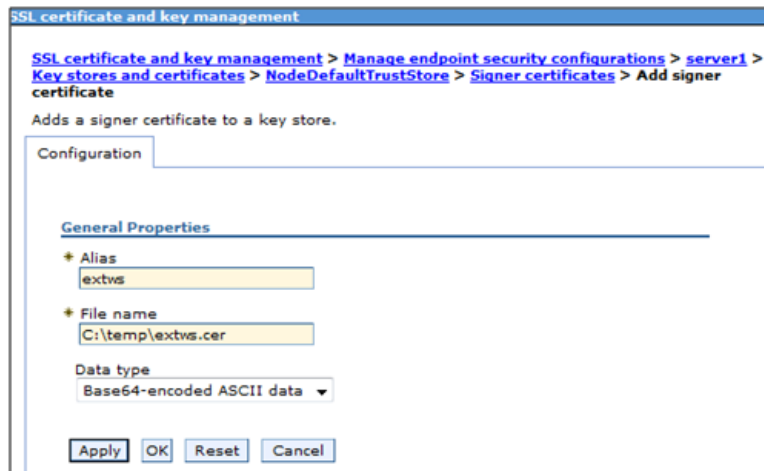 SSL certificate and key management
SSL certificate and key management > Manage endpoint security configurations > server1 >
Key stores and certificates > NodeDefaultTrustStore > Signer certificates > Add signer
certificate
Adds a signer certificate to a key store.
Configuration
General Properties
* Alias
extws
* File name
C:\temp\extws.cer
Data type
Base64-encoded ASCII data
Apply OK Reset Cancel